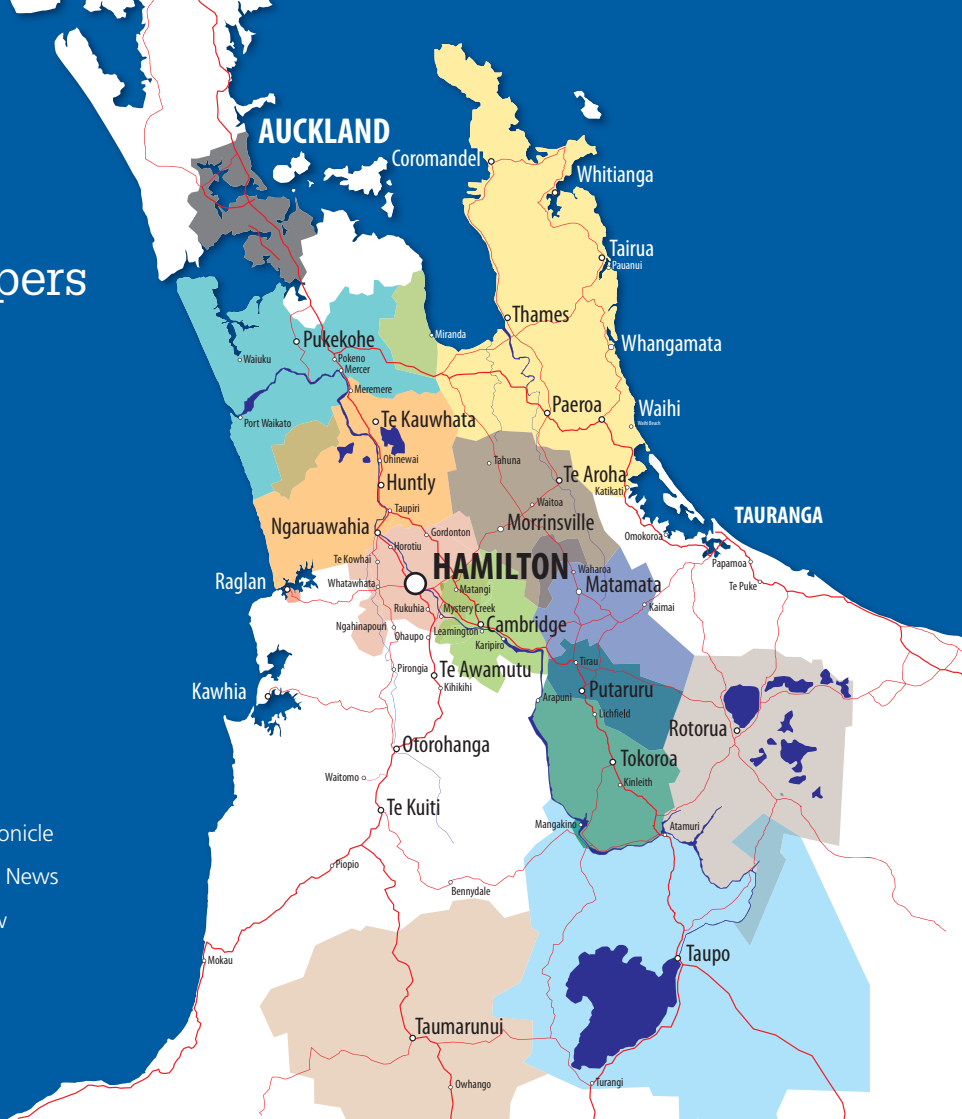 AUCKLAND
Coromandel
Whitianga
Tairua
Pauanui
pers
Thames
Miranda
Pukekohe
Whangamata
Waiuku
Pokeno
Mercer
Meremere
Paeroa
Waihi
Waihi Beach
Port Waikato
Te Kauwhata
Ohinewai
Tahuna
Te Aroha
Huntly
Katikati
Waitoa
Taupiri
TAURANGA
Ngaruawahia
Morrinsville
Gordonton
Omokoroa
Horotiu
Te Kowhai
HAMILTON
Papamoa
Waharoa
Raglan
Whatawhata
Matangi
Matamata
Te Puke
Rukuhia
Mystery Creek
Kaimai
Ngahinapouri
Leamington
Cambridge
Ohaupo
Karipiro
Tirau
Pirongia
Te Awamutu
Kihikihi
Putaruru
Kawhia
Arapuni
Lichfield
Rotorua
Otorohanga
Tokoroa
Waitomo
Kinleith
Te Kuiti
Mangakino
Atamuri
onicle
Piopio
News
Bennydale
Mokau
Taupo
Taumarunui
Owhango
Turangi